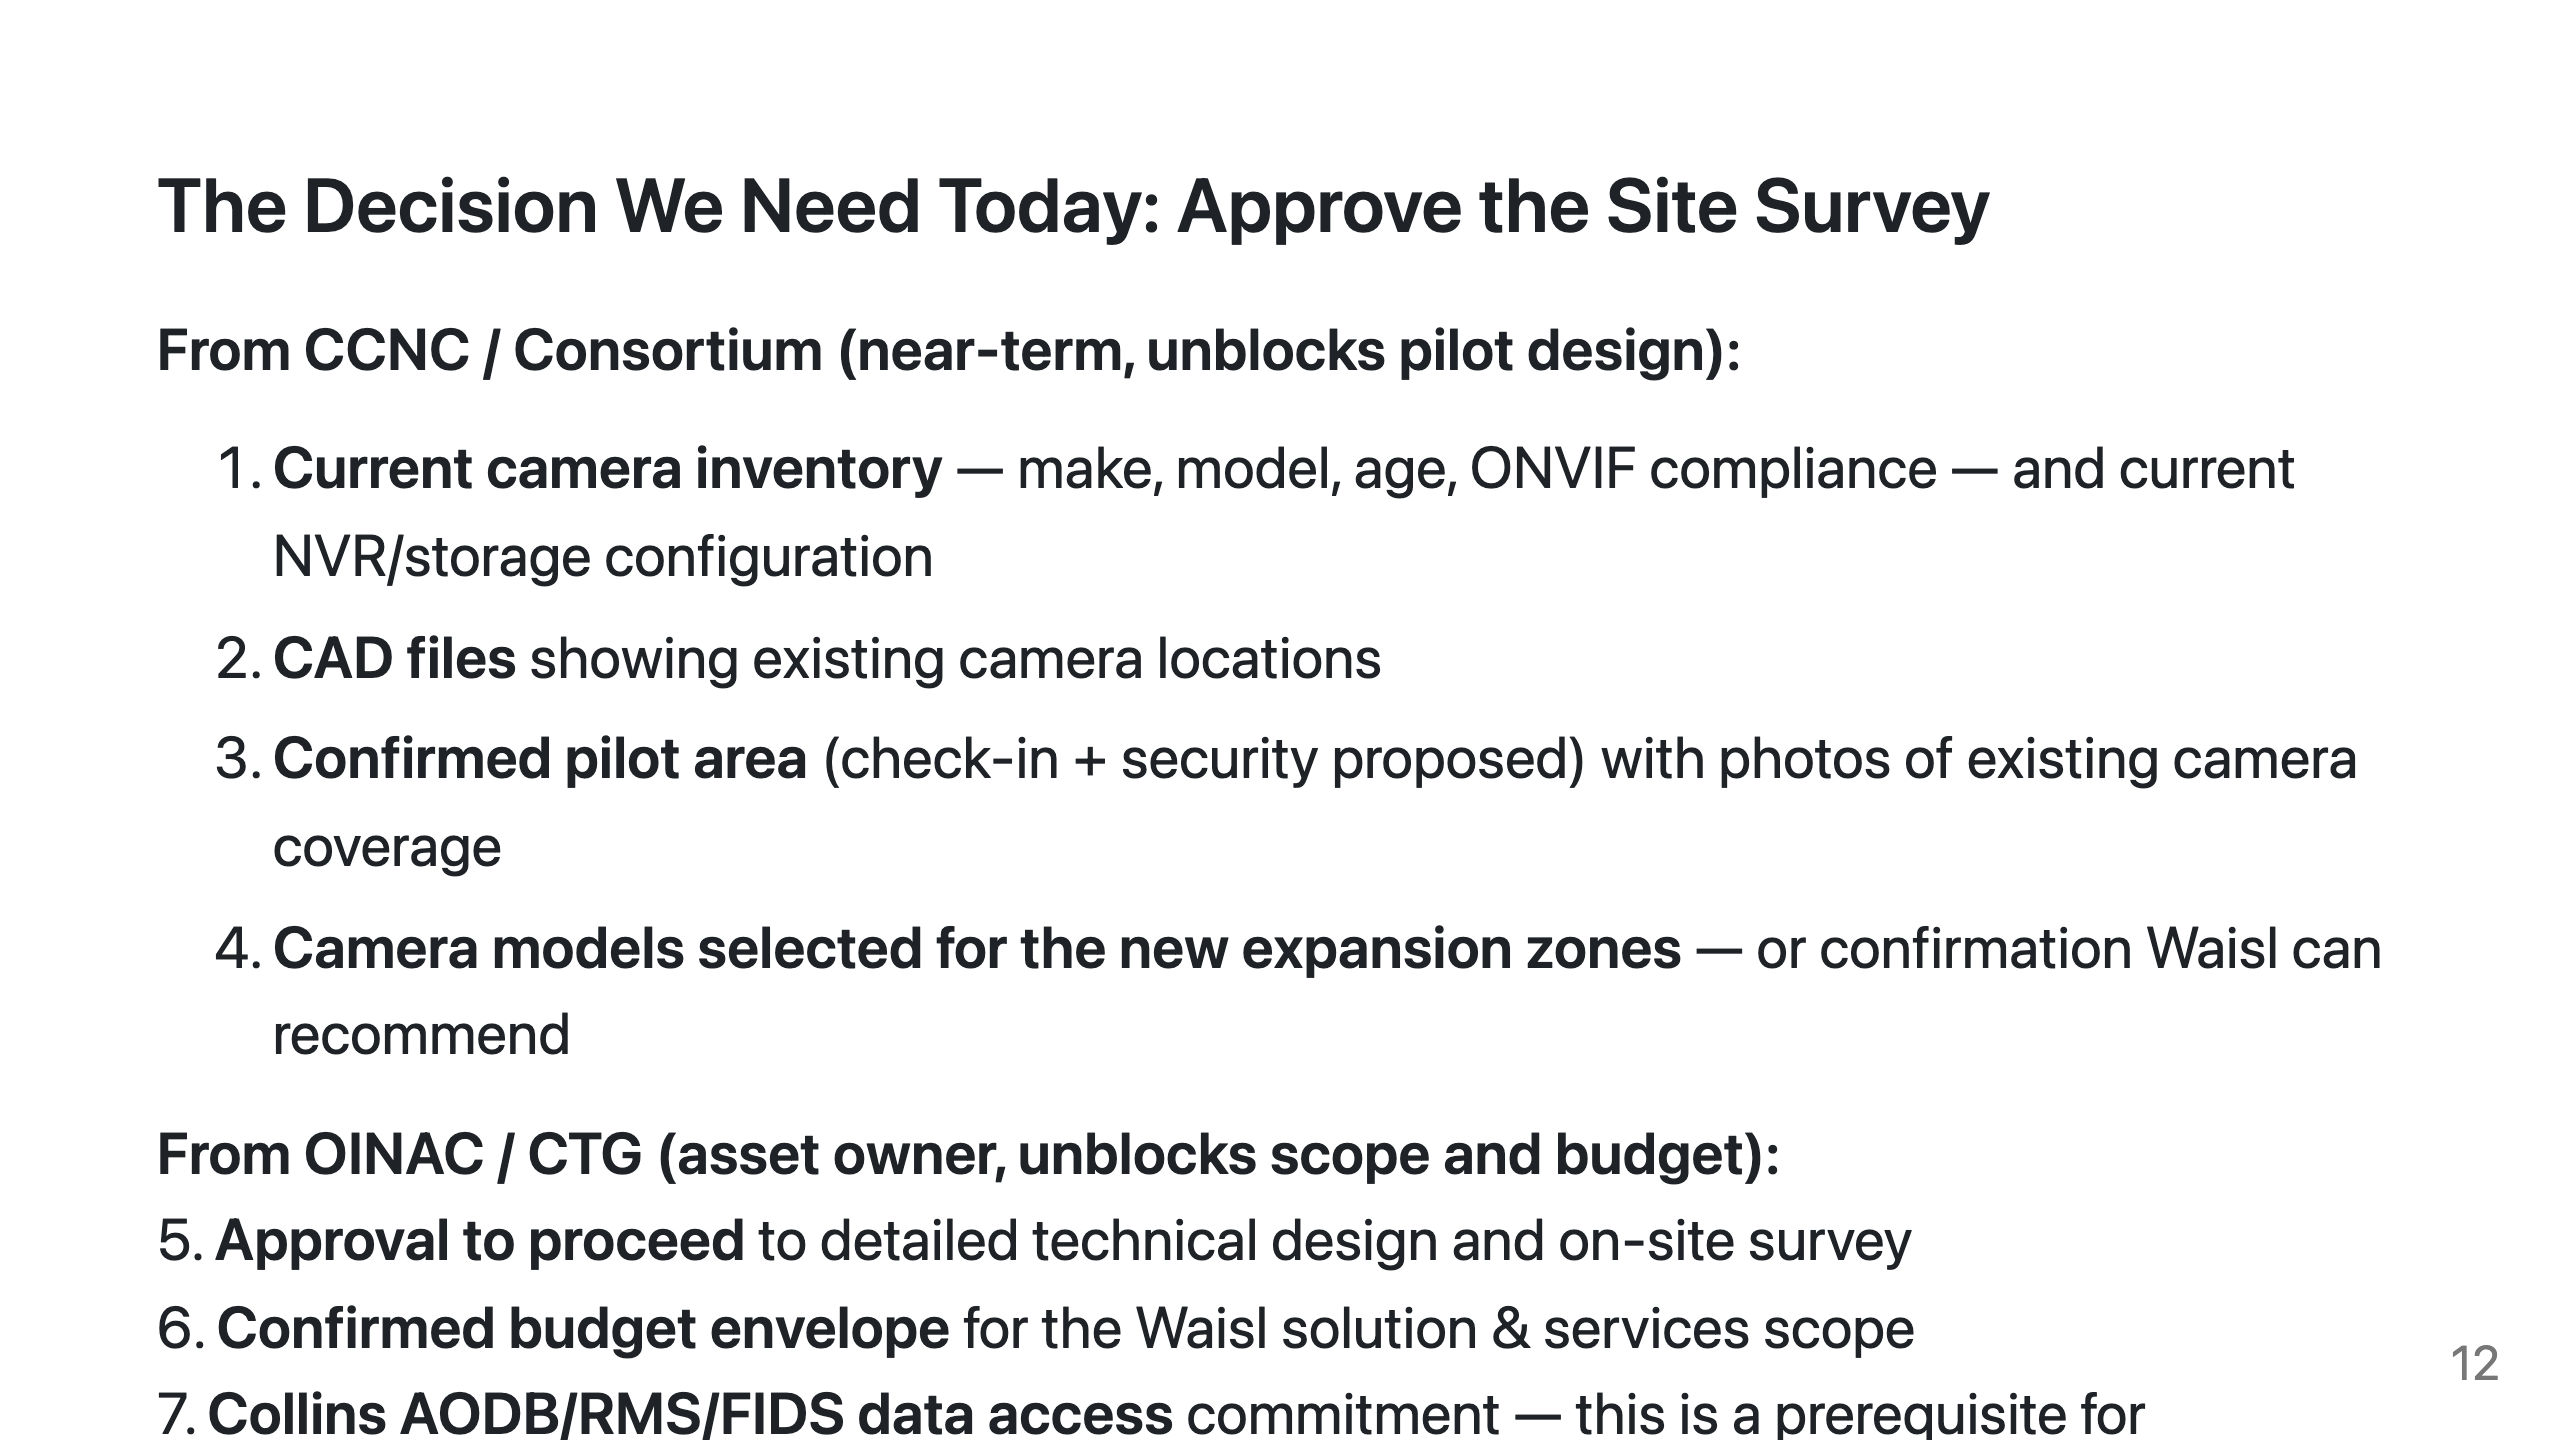 The Decision We Need Today: Approve the Site Survey
From CCNC / Consortium (near-term, unblocks pilot design):
1. Current camera inventory — make, model, age, ONVIF compliance — and current
NVR/storage configuration
2. CAD files showing existing camera locations
3. Confirmed pilot area (check-in + security proposed) with photos of existing camera
coverage
4. Camera models selected for the new expansion zones — or confirmation Waisl can
recommend
From OINAC / CTG (asset owner, unblocks scope and budget):
5. Approval to proceed to detailed technical design and on-site survey
6. Confirmed budget envelope for the Waisl solution & services scope
12
7. Collins AODB/RMS/FIDS data access commitment — this is a prerequisite for